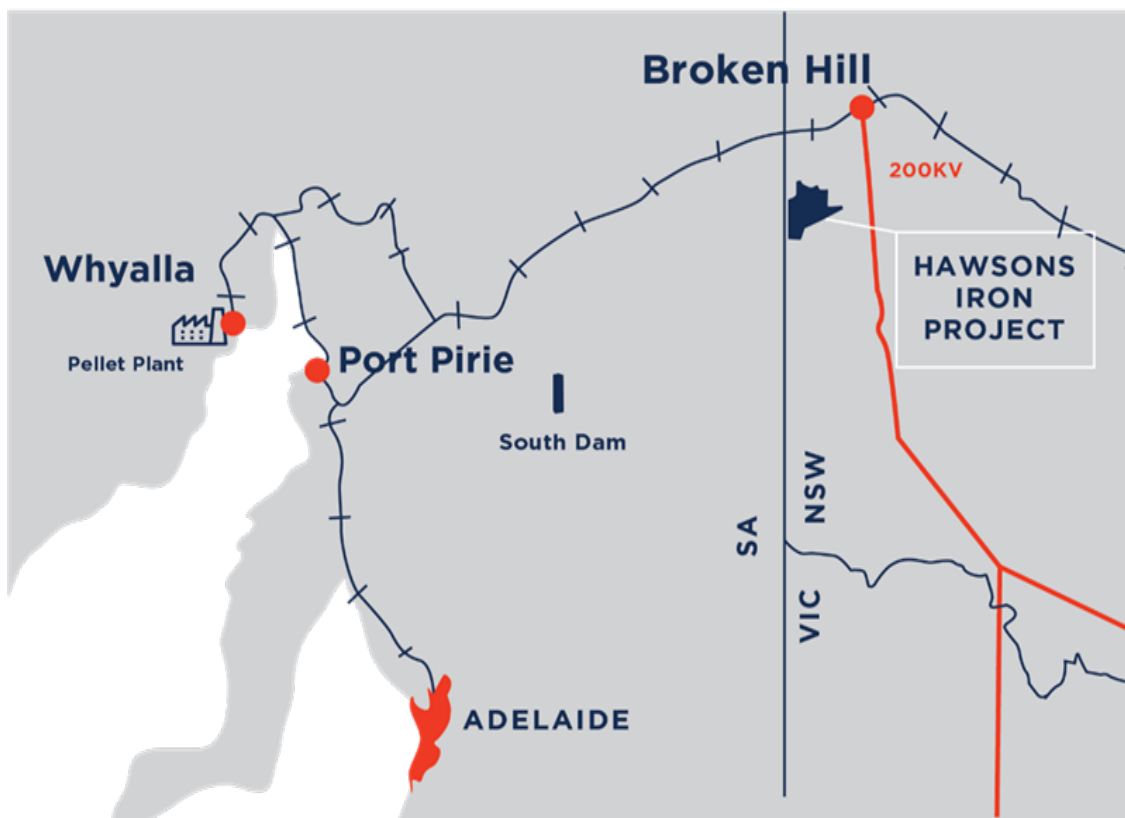 Broken Hill
200KV
Whyalla
HAWSONS
IRON
PROJECT
Pellet Plant
Port Pirie
South Dam
NSW
SA
VIC
ADELAIDE